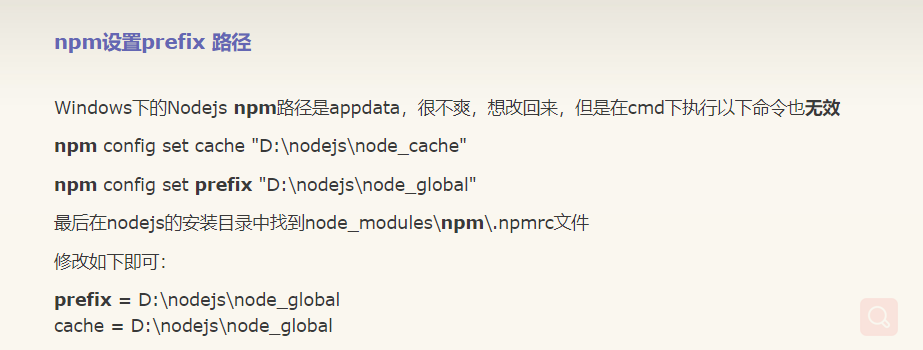 npm设置prefix 路径
Windows下的Nodejs npm路径是appdata，很不爽，想改回来，但是在cmd下执行以下命令也无效
npm config set cache "D:\nodejs\node_cache"
npm config set prefix "D:\nodejs\node_global"
最后在nodejs的安装目录中找到node_modules\npm\.npmrc文件
修改如下即可：
prefix = D:\nodejs\node_global
cache = D:\nodejs\node_global